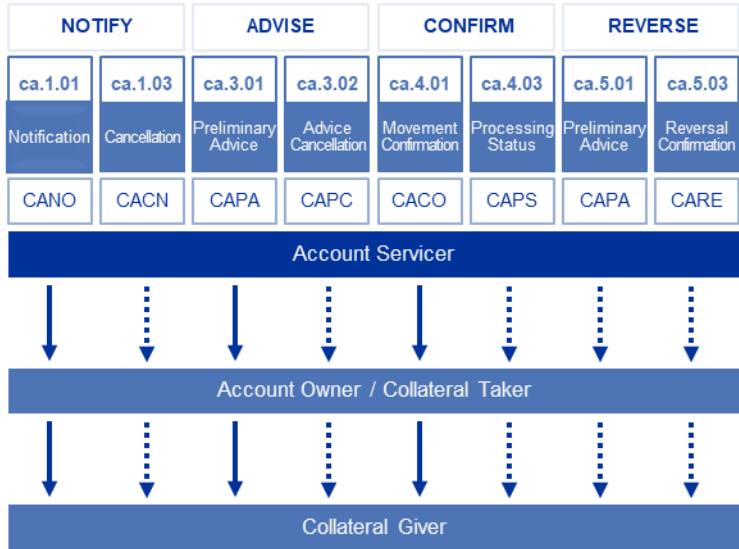 NOTIFY ADVISE CONFIRM REVERSE
ca.1.01 ca.1.03 ca.3.01 ca.3.02 ca.4.01 ca.4.03 ca.5.01 ca.5.03
Notification Cancellation Preliminary Advice Movement Processing Preliminary Reversal
Advice Cancellation Confirmation Status Advice Confirmation
CANO CACN CAPA CAPC CACO CAPS CAPA CARE
Account Servicer
Account Owner / Collateral Taker
Collateral Giver